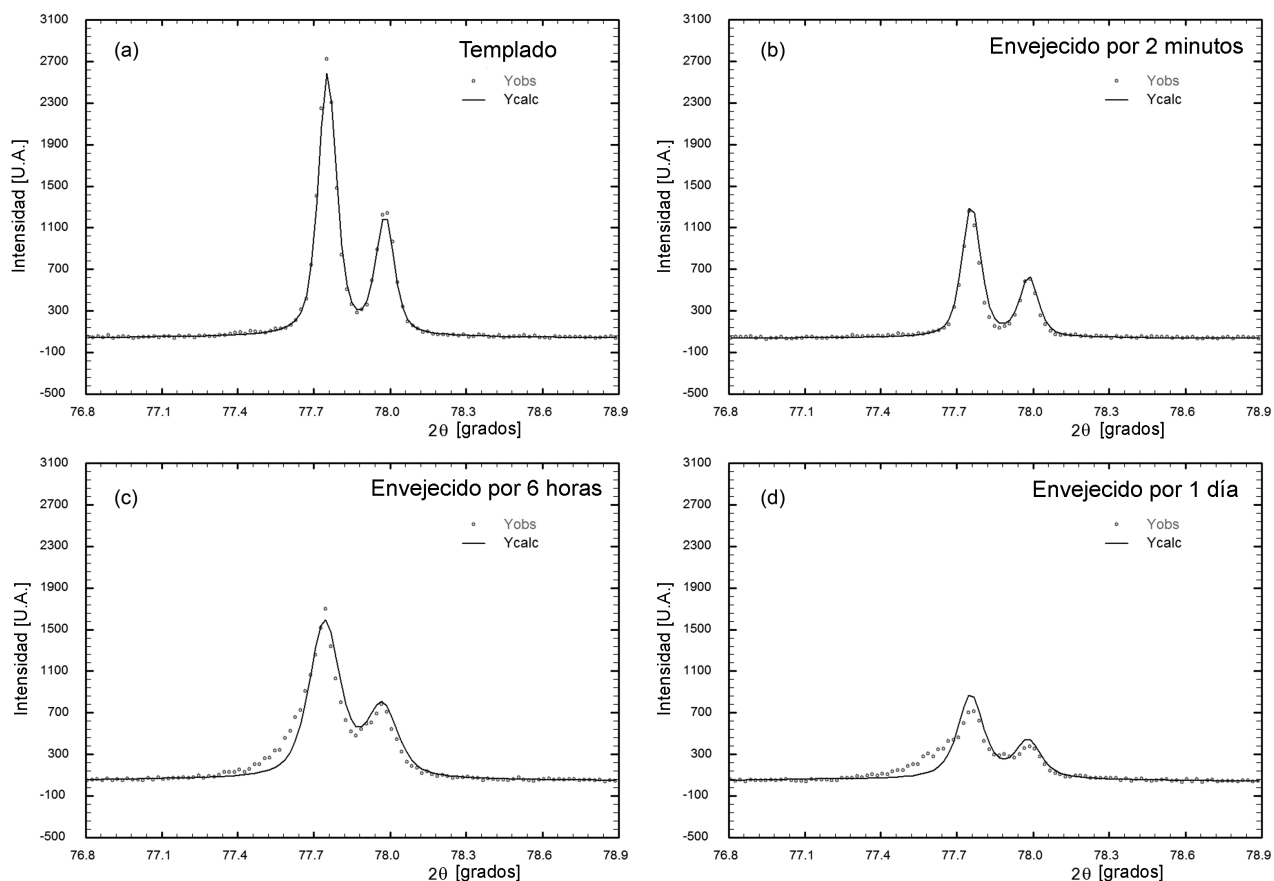 (a)
Templado
Yobs
Ycalc
Intensidad [U.A.]
3100
2700
2300
1900
1500
1100
700
300
-100
-500
76.8 77.1 77.4 77.7 78.0 78.3 78.6 78.9
2θ [grados]
(b)
Envejecido por 2 minutos
Yobs
Ycalc
Intensidad [U.A.]
3100
2700
2300
1900
1500
1100
700
300
-100
-500
76.8 77.1 77.4 77.7 78.0 78.3 78.6 78.9
2θ [grados]
(c)
Envejecido por 6 horas
Yobs
Ycalc
Intensidad [U.A.]
3100
2700
2300
1900
1500
1100
700
300
-100
-500
76.8 77.1 77.4 77.7 78.0 78.3 78.6 78.9
2θ [grados]
(d)
Envejecido por 1 día
Yobs
Ycalc
Intensidad [U.A.]
3100
2700
2300
1900
1500
1100
700
300
-100
-500
76.8 77.1 77.4 77.7 78.0 78.3 78.6 78.9
2θ [grados]